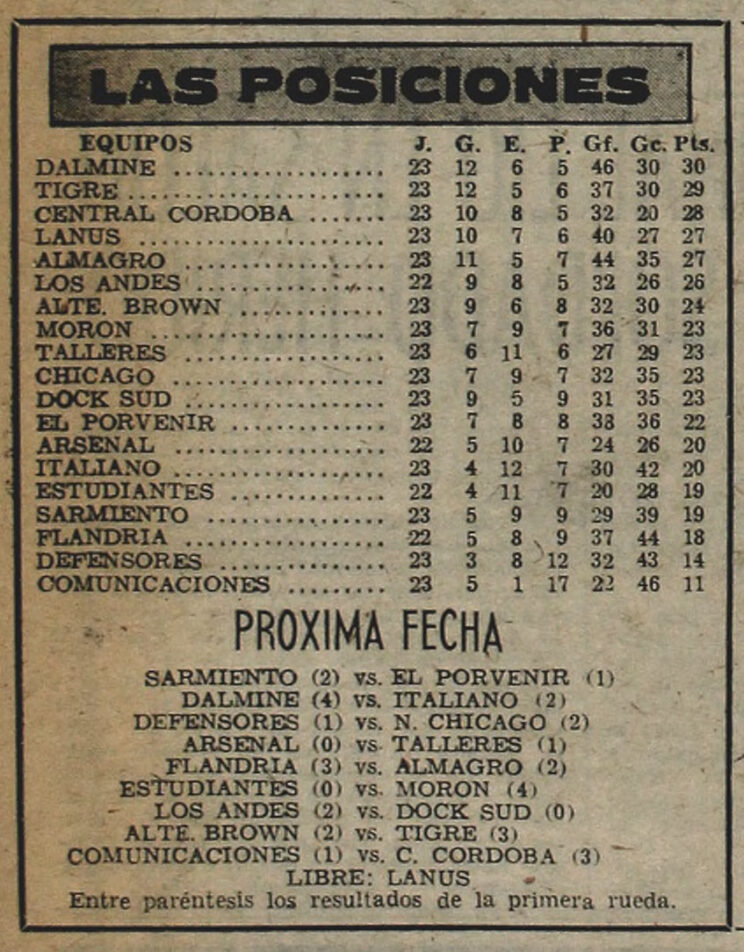 LAS POSICIONES
EQUIPOS J. G. E. P. Gf. Gc. Pts.
DALMINE .................. 23 12 6 5 46 30 30
TIGRE ...................... 23 12 5 6 37 30 29
CENTRAL CORDOBA ....... 23 10 8 5 32 20 28
LANUS ..................... 23 10 7 6 40 27 27
ALMAGRO ................. 23 11 5 7 44 35 27
LOS ANDES ............... 22 9 8 5 32 26 26
ALTE. BROWN ............ 23 9 6 8 32 30 24
MORON .................... 23 7 9 7 36 31 23
TALLERES ................. 23 6 11 6 27 29 23
CHICAGO .................. 23 7 9 7 32 35 23
DOCK SUD ................ 23 9 5 9 31 35 23
EL PORVENIR ............. 23 7 8 8 38 36 22
ARSENAL .................. 22 5 10 7 24 26 20
ITALIANO ................. 23 4 12 7 30 42 20
ESTUDIANTES ............. 22 4 11 7 20 28 19
SARMIENTO ............... 23 5 9 9 29 39 19
FLANDRIA ................. 22 5 8 9 37 44 18
DEFENSORES ............. 23 3 8 12 32 43 14
COMUNICACIONES ......... 23 5 1 17 22 46 11
PROXIMA FECHA
SARMIENTO (2) vs. EL PORVENIR (1)
DALMINE (4) vs. ITALIANO (2)
DEFENSORES (1) vs. N. CHICAGO (2)
ARSENAL (0) vs. TALLERES (1)
FLANDRIA (3) vs. ALMAGRO (2)
ESTUDIANTES (0) vs. MORON (4)
LOS ANDES (2) vs. DOCK SUD (0)
ALTE. BROWN (2) vs. TIGRE (3)
COMUNICACIONES (1) vs. C. CORDOBA (3)
LIBRE: LANUS
Entre paréntesis los resultados de la primera rueda.